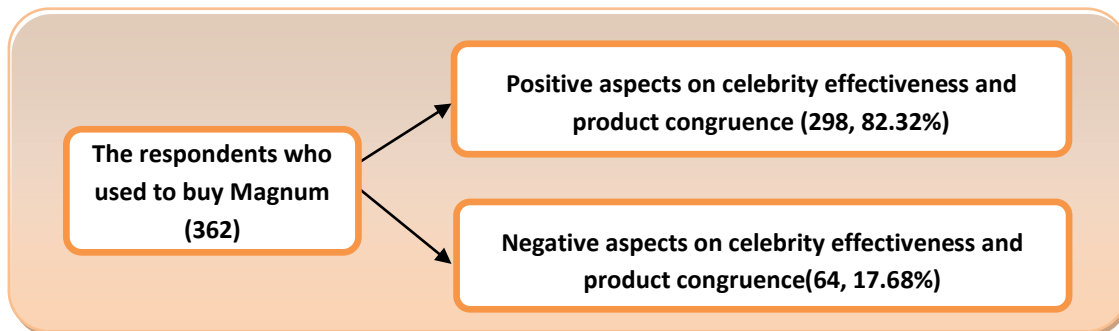 The respondents who
used to buy Magnum
(362)
Positive aspects on celebrity effectiveness and
product congruence (298, 82.32%)
Negative aspects on celebrity effectiveness and
product congruence(64, 17.68%)